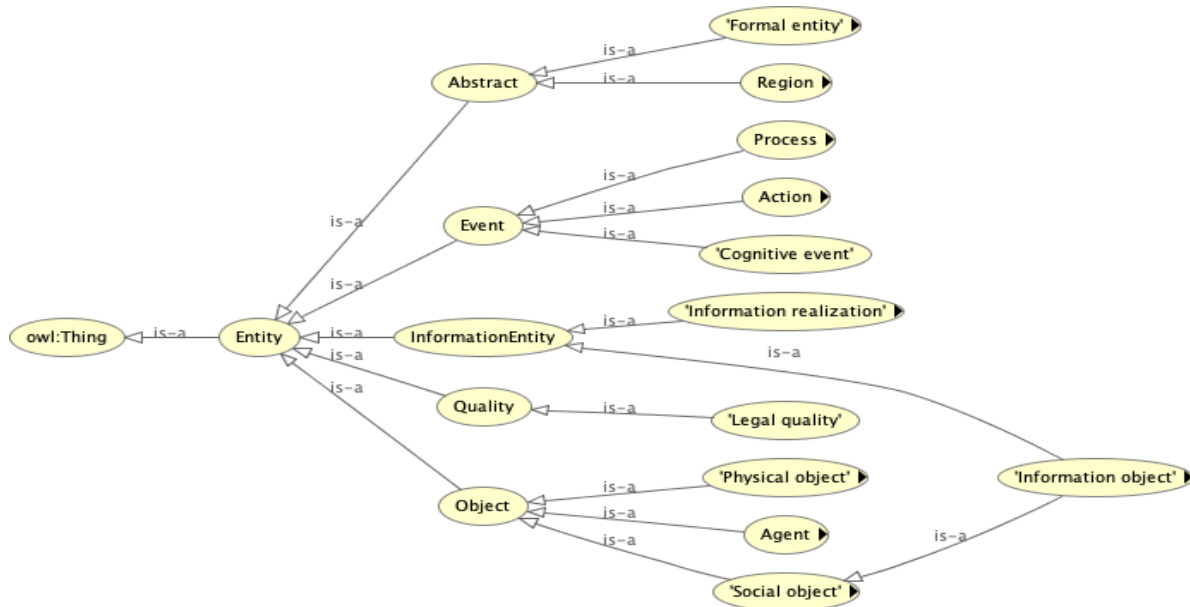 'Formal entity'
is-a
Abstract
is-a
Region
Process
is-a
Action
is-a
is-a
Event
is-a
'Cognitive event'
is-a
'Information realization'
is-a
owl:Thing
is-a
Entity
is-a
InformationEntity
is-a
is-a
is-a
Quality
is-a
'Legal quality'
'Physical object'
'Information object'
is-a
Object
is-a
Agent
is-a
is-a
'Social object'